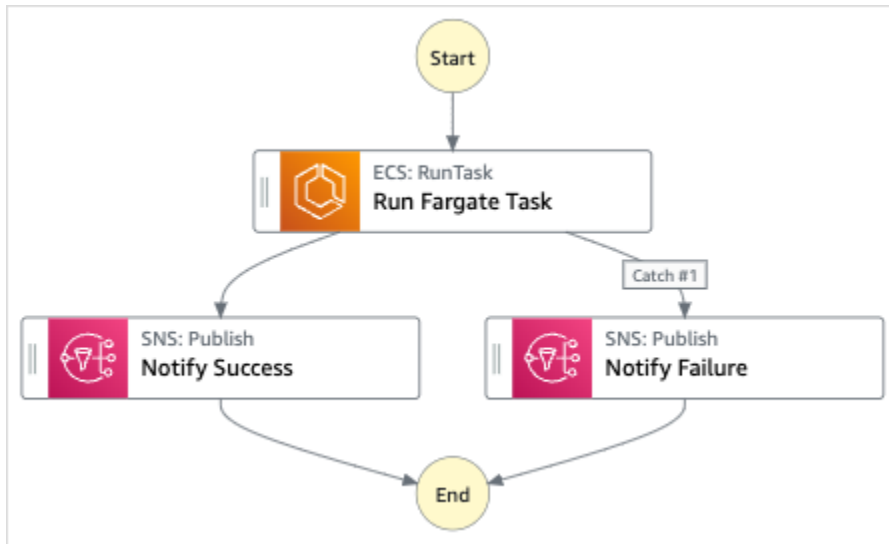 Start
ECS: RunTask
Run Fargate Task
Catch #1
SNS: Publish
Notify Success
SNS: Publish
Notify Failure
End